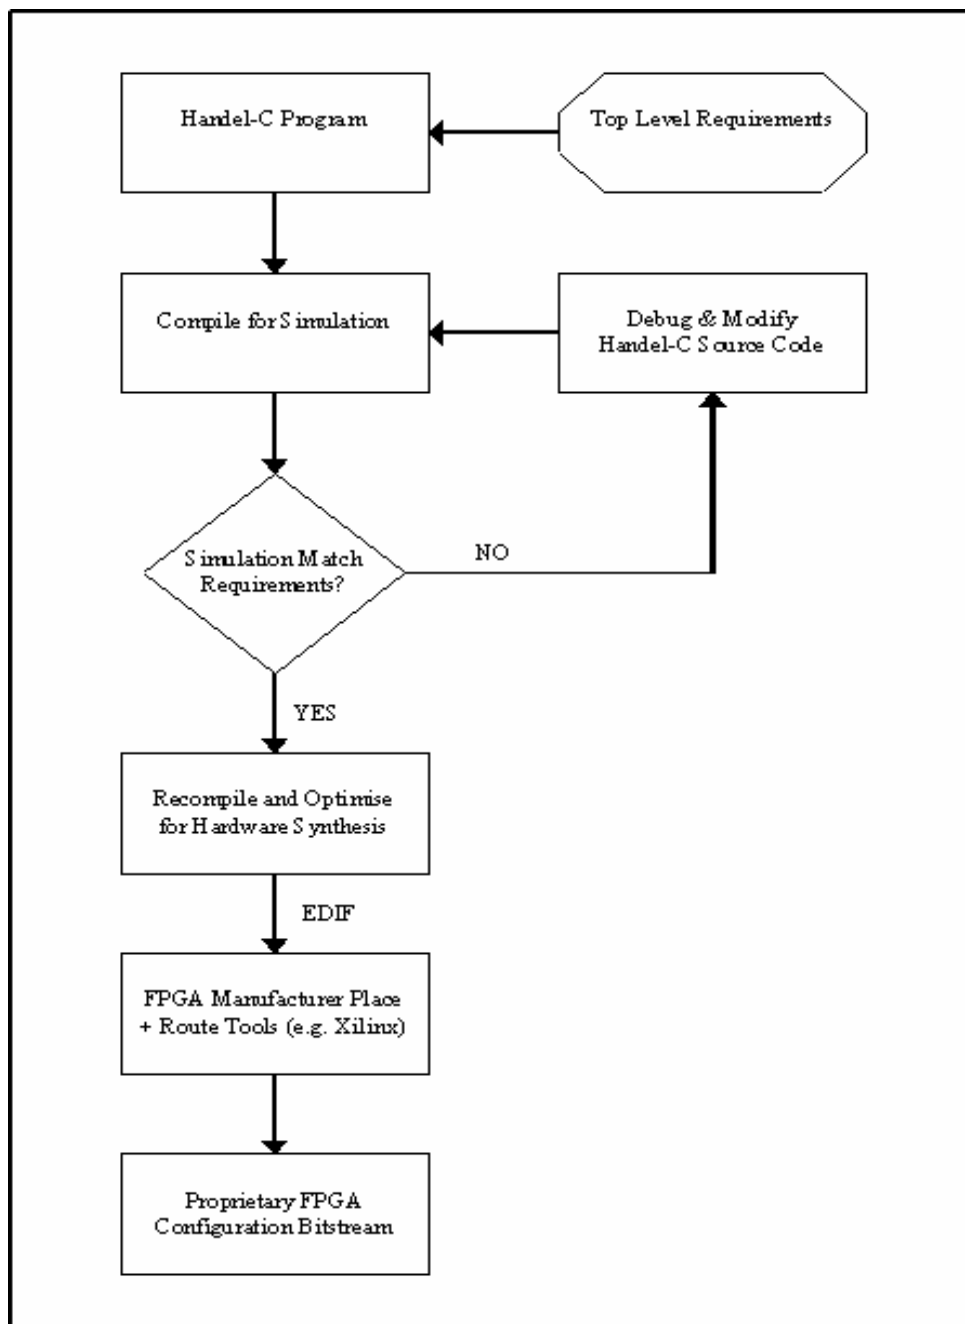 Handel-C Program
Top Level Requirements
Compile for Simulation
Debug & Modify
Handel-C Source Code
Simulation Match
Requirements?
NO
YES
Recompile and Optimise
for Hardware Synthesis
EDIF
FPGA Manufacturer Place
+ Route Tools (e.g. Xilinx)
Proprietary FPGA
Configuration Bitstream